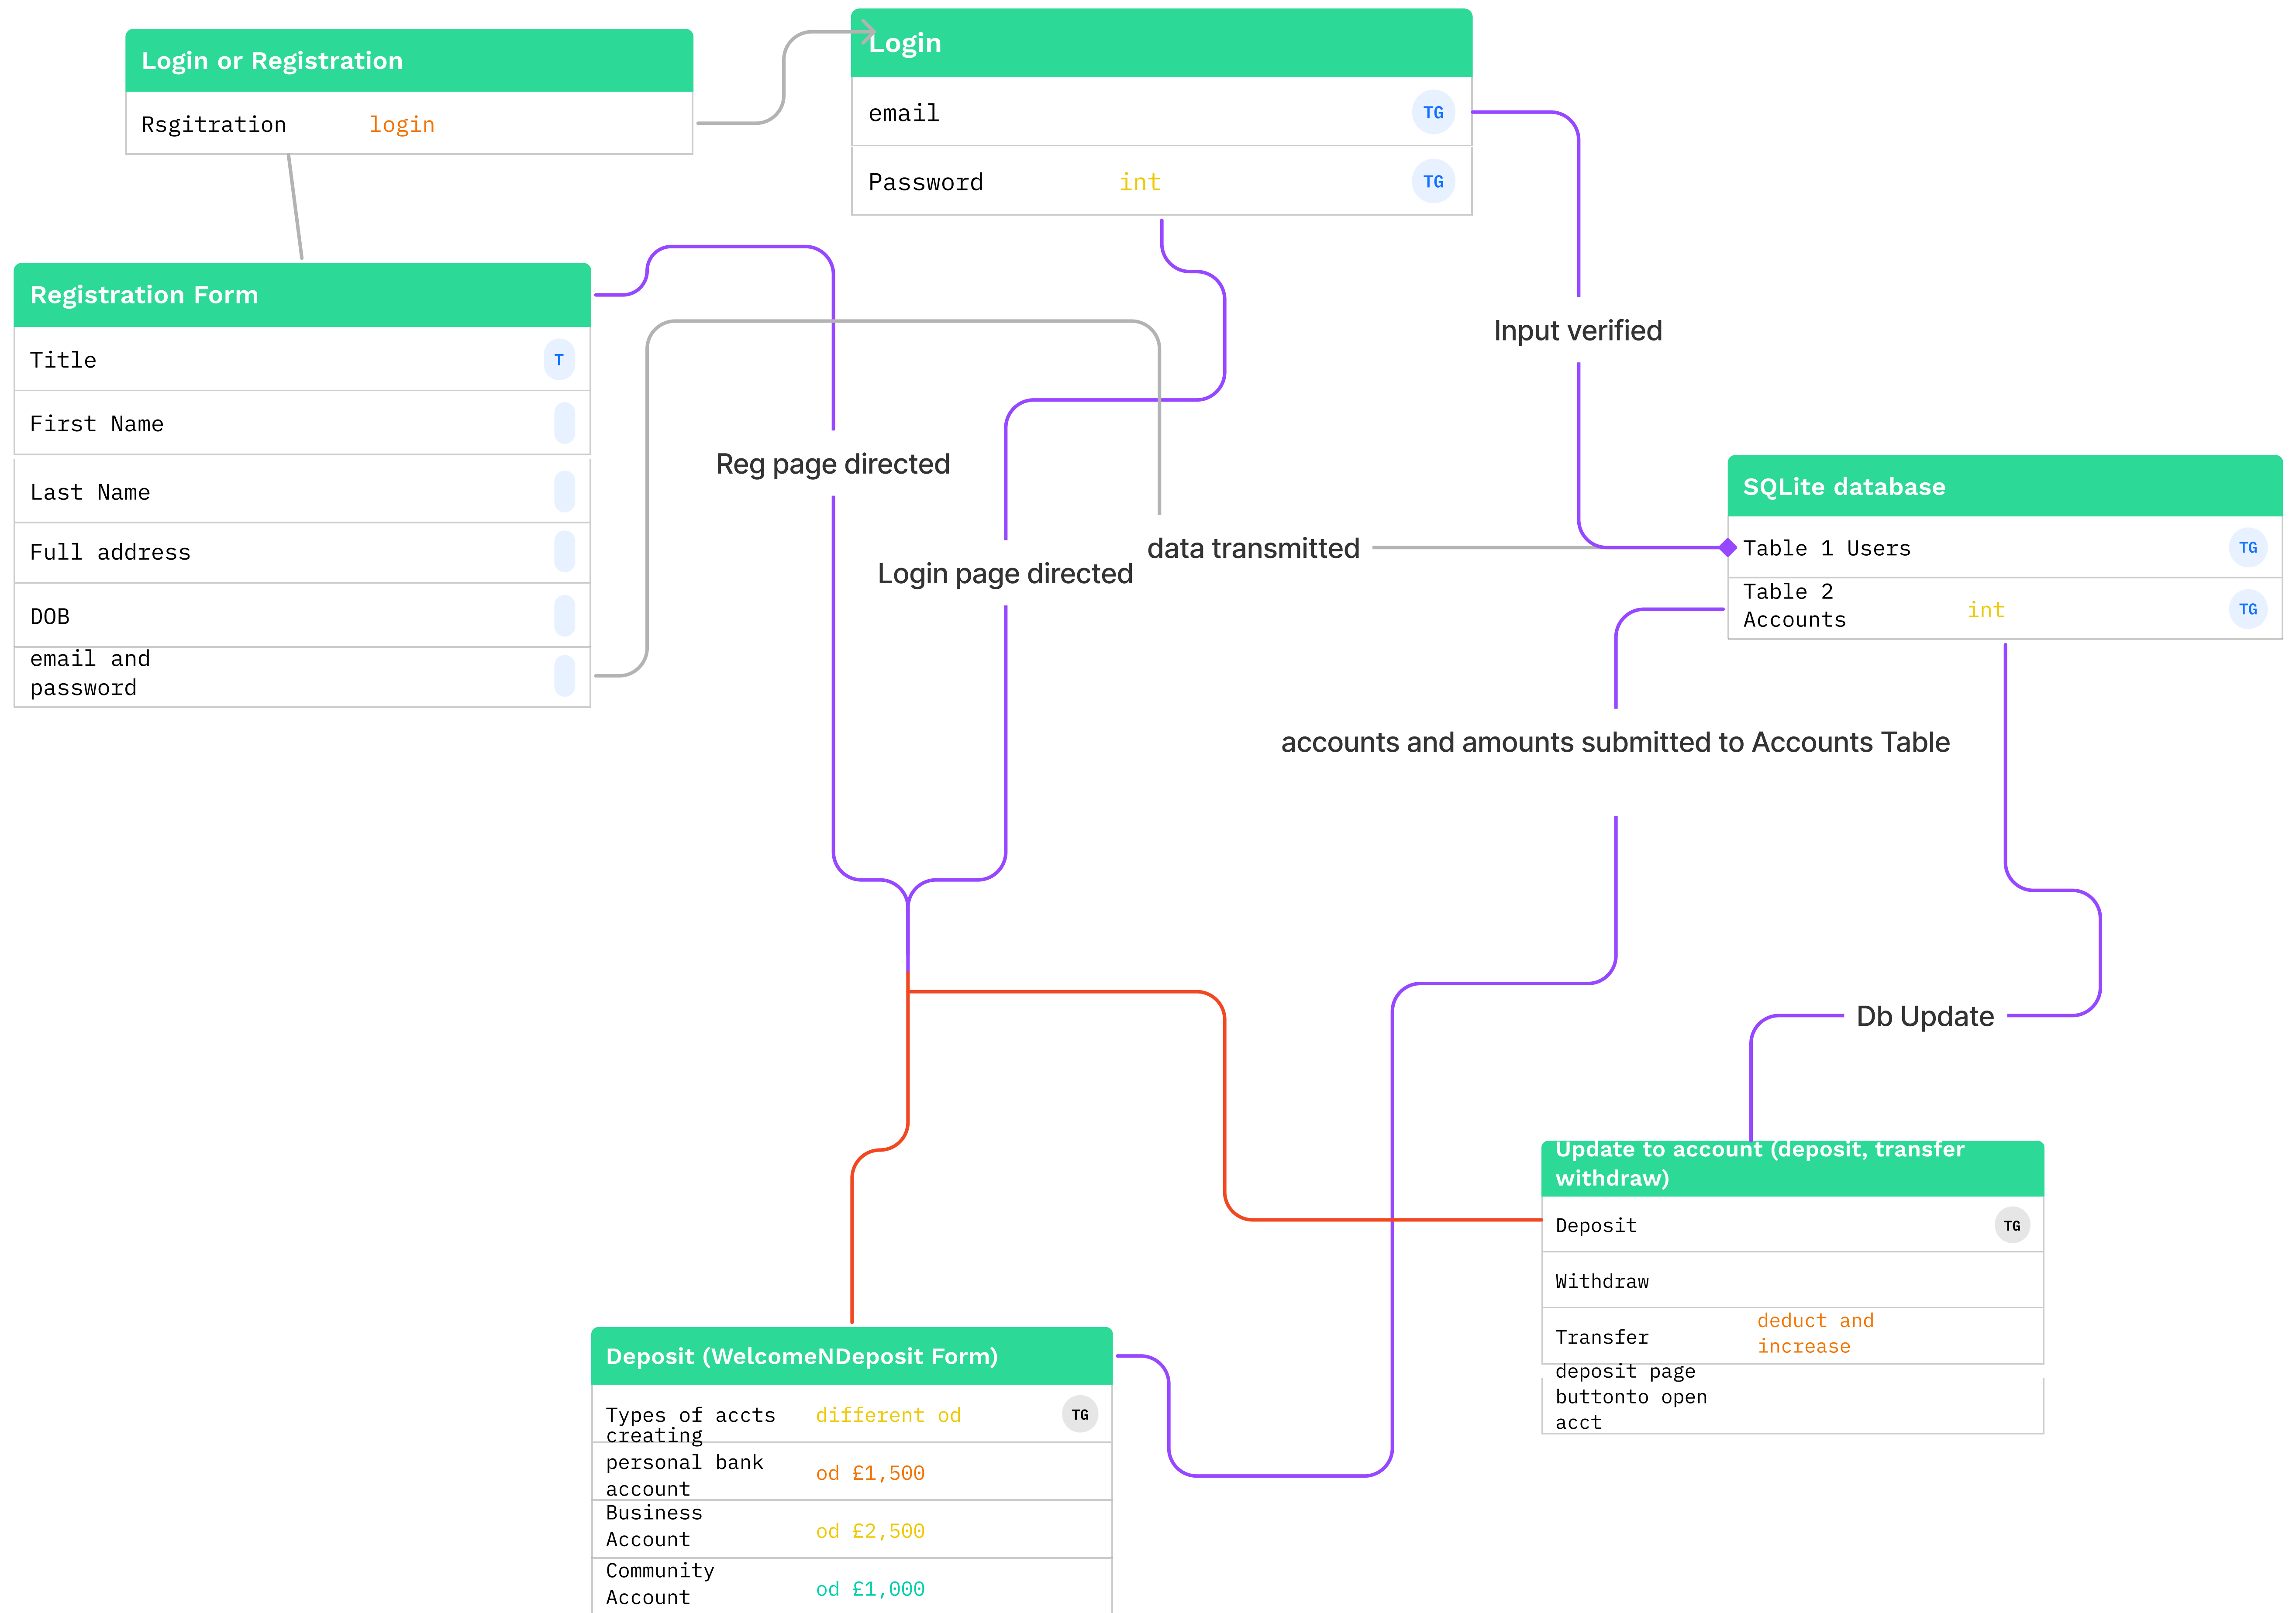 Login or Registration
Rsgitration login
Login
email TG
Password int TG
Registration Form
Title T
First Name
Last Name
Full address
DOB
email and
password
Input verified
Reg page directed
Login page directed
data transmitted
SQLite database
Table 1 Users TG
Table 2
Accounts int TG
accounts and amounts submitted to Accounts Table
Db Update
Update to account (deposit, transfer
withdraw)
Deposit TG
Withdraw
Transfer deduct and
increase
deposit page
buttonto open
acct
Deposit (WelcomeNDeposit Form)
Types of accts different od TG
creating
personal bank
account od £1,500
Business
Account od £2,500
Community
Account od £1,000